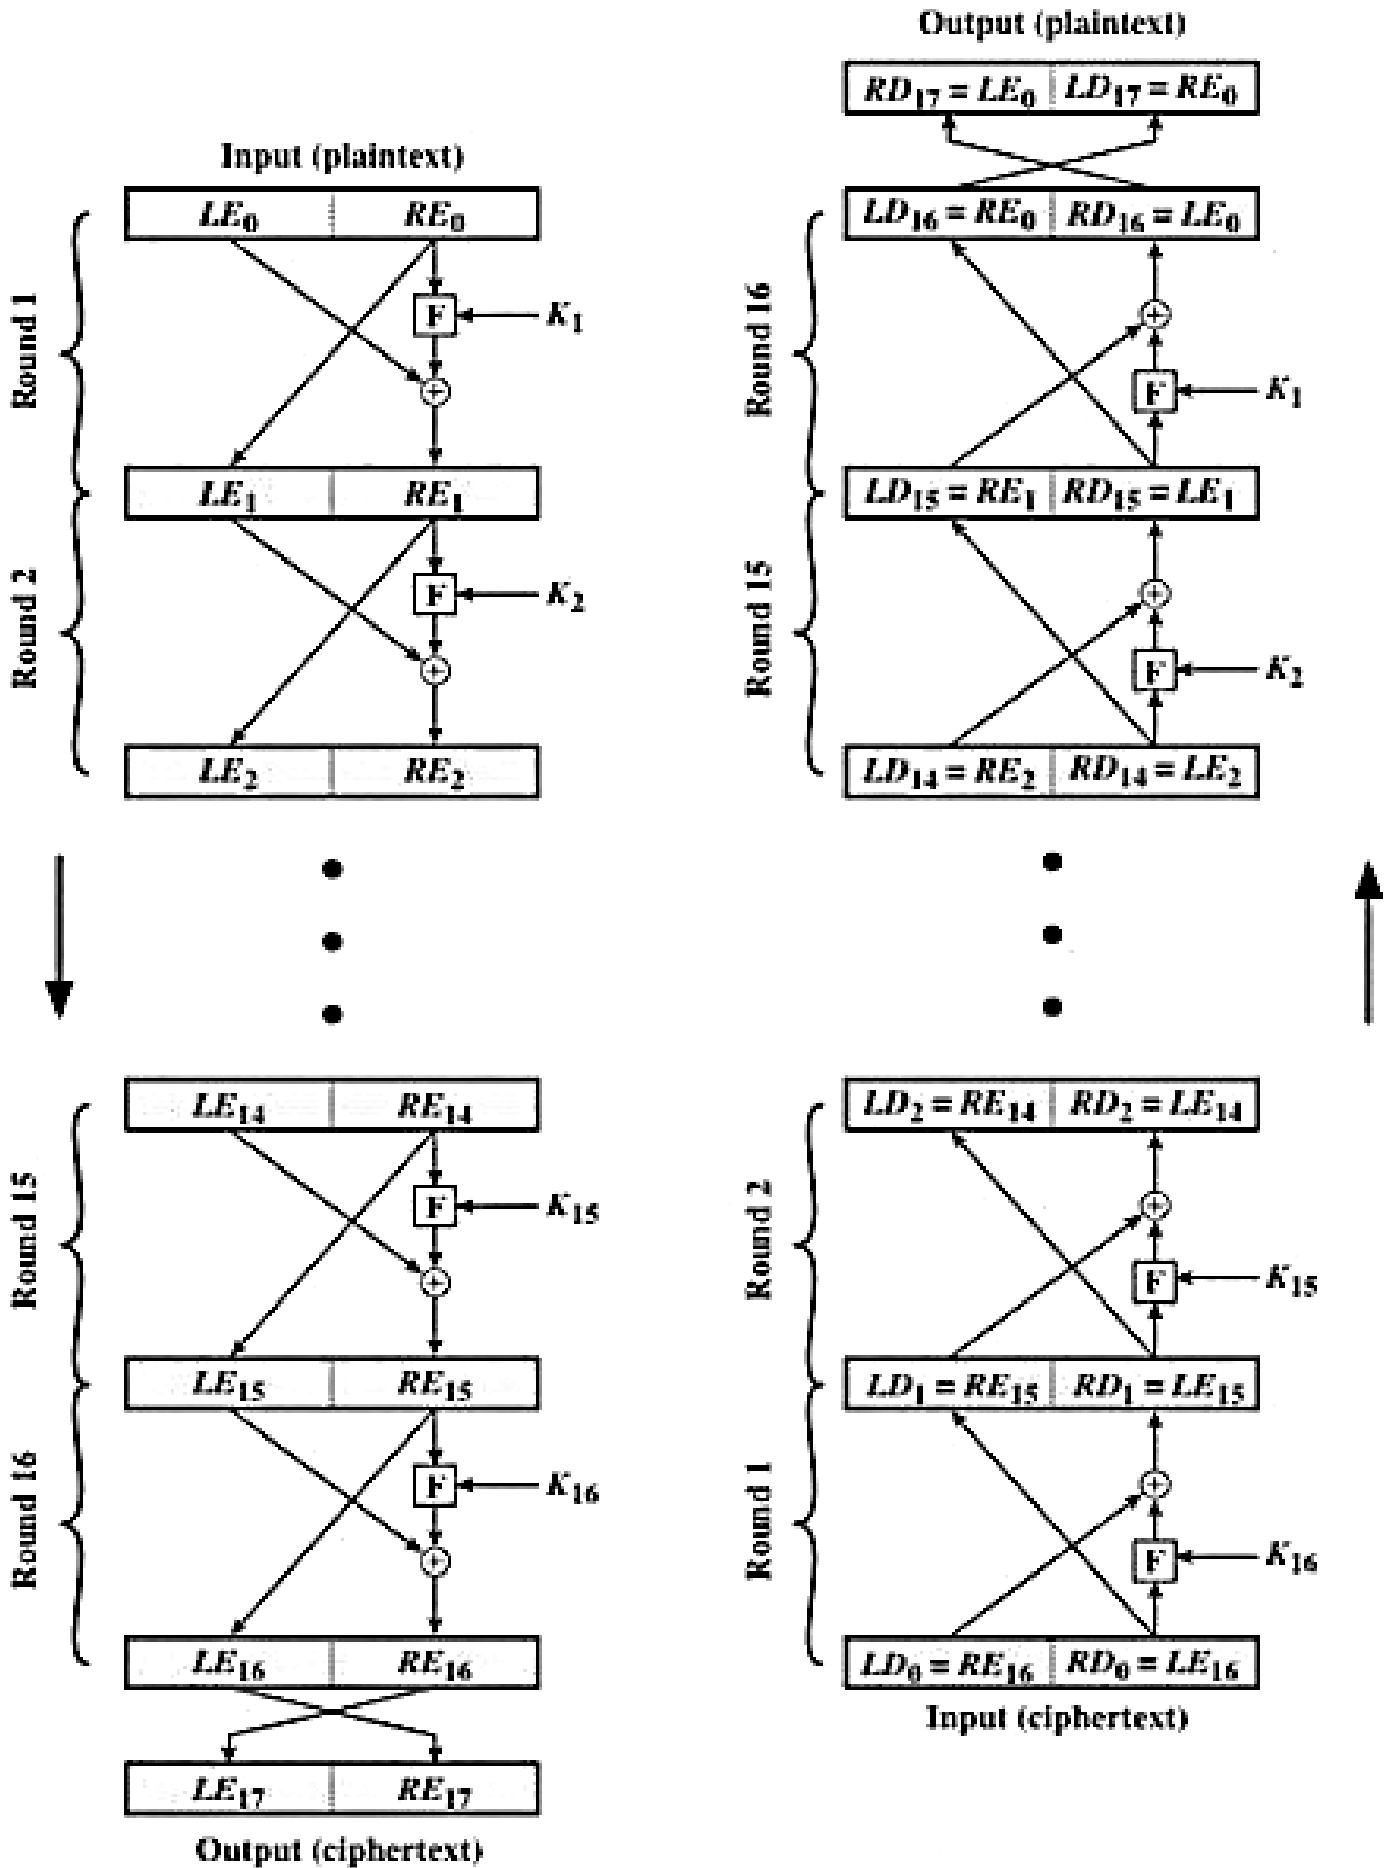 Input (plaintext)
LE0 RE0
Round 1
F K1
+
LE1 RE1
Round 2
F K2
+
LE2 RE2
LE14 RE14
Round 15
F K15
+
LE15 RE15
Round 16
F K16
+
LE16 RE16
LE17 RE17
Output (ciphertext)
Output (plaintext)
RD17 = LE0 LD17 = RE0
LD16 = RE0 RD16 = LE0
Round 16
+
F K1
LD15 = RE1 RD15 = LE1
Round 15
+
F K2
LD14 = RE2 RD14 = LE2
LD2 = RE14 RD2 = LE14
Round 2
+
F K15
LD1 = RE15 RD1 = LE15
Round 1
+
F K16
LD0 = RE16 RD0 = LE16
Input (ciphertext)